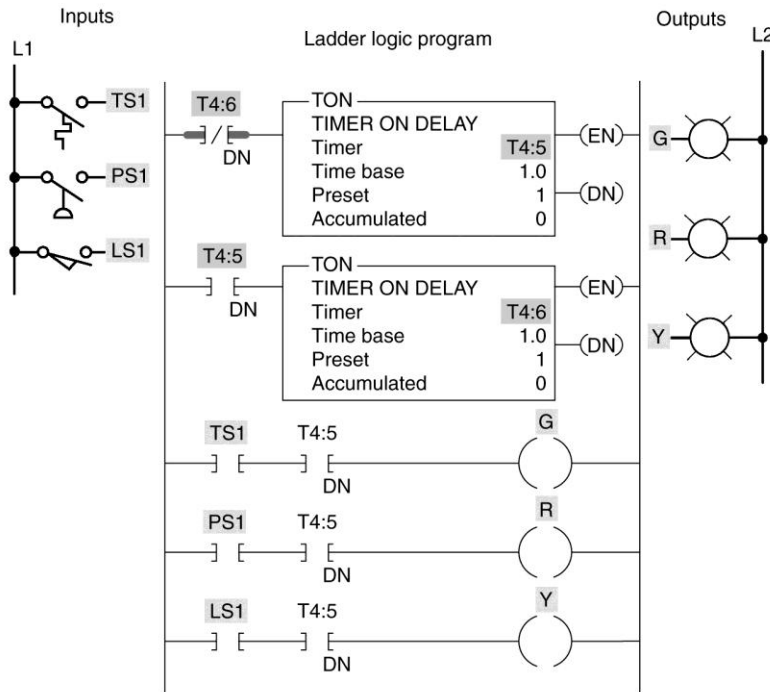 Inputs
Ladder logic program
Outputs
L1
L2
TS1
PS1
LS1
T4:6
DN
TON
TIMER ON DELAY
Timer T4:5
Time base 1.0
Preset 1
Accumulated 0
EN
DN
T4:5
DN
TON
TIMER ON DELAY
Timer T4:6
Time base 1.0
Preset 1
Accumulated 0
EN
DN
TS1 T4:5 G
DN
PS1 T4:5 R
DN
LS1 T4:5 Y
DN
G
R
Y